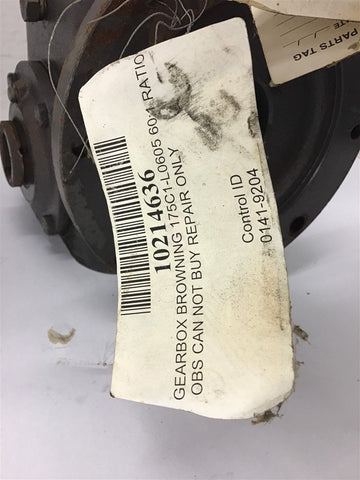 PARTS TAG
10214636
GEARBOX BROWNING 175C1-L0605 60:1 RATIO
OBS CAN NOT BUY REPAIR ONLY
Control ID
0141-9204